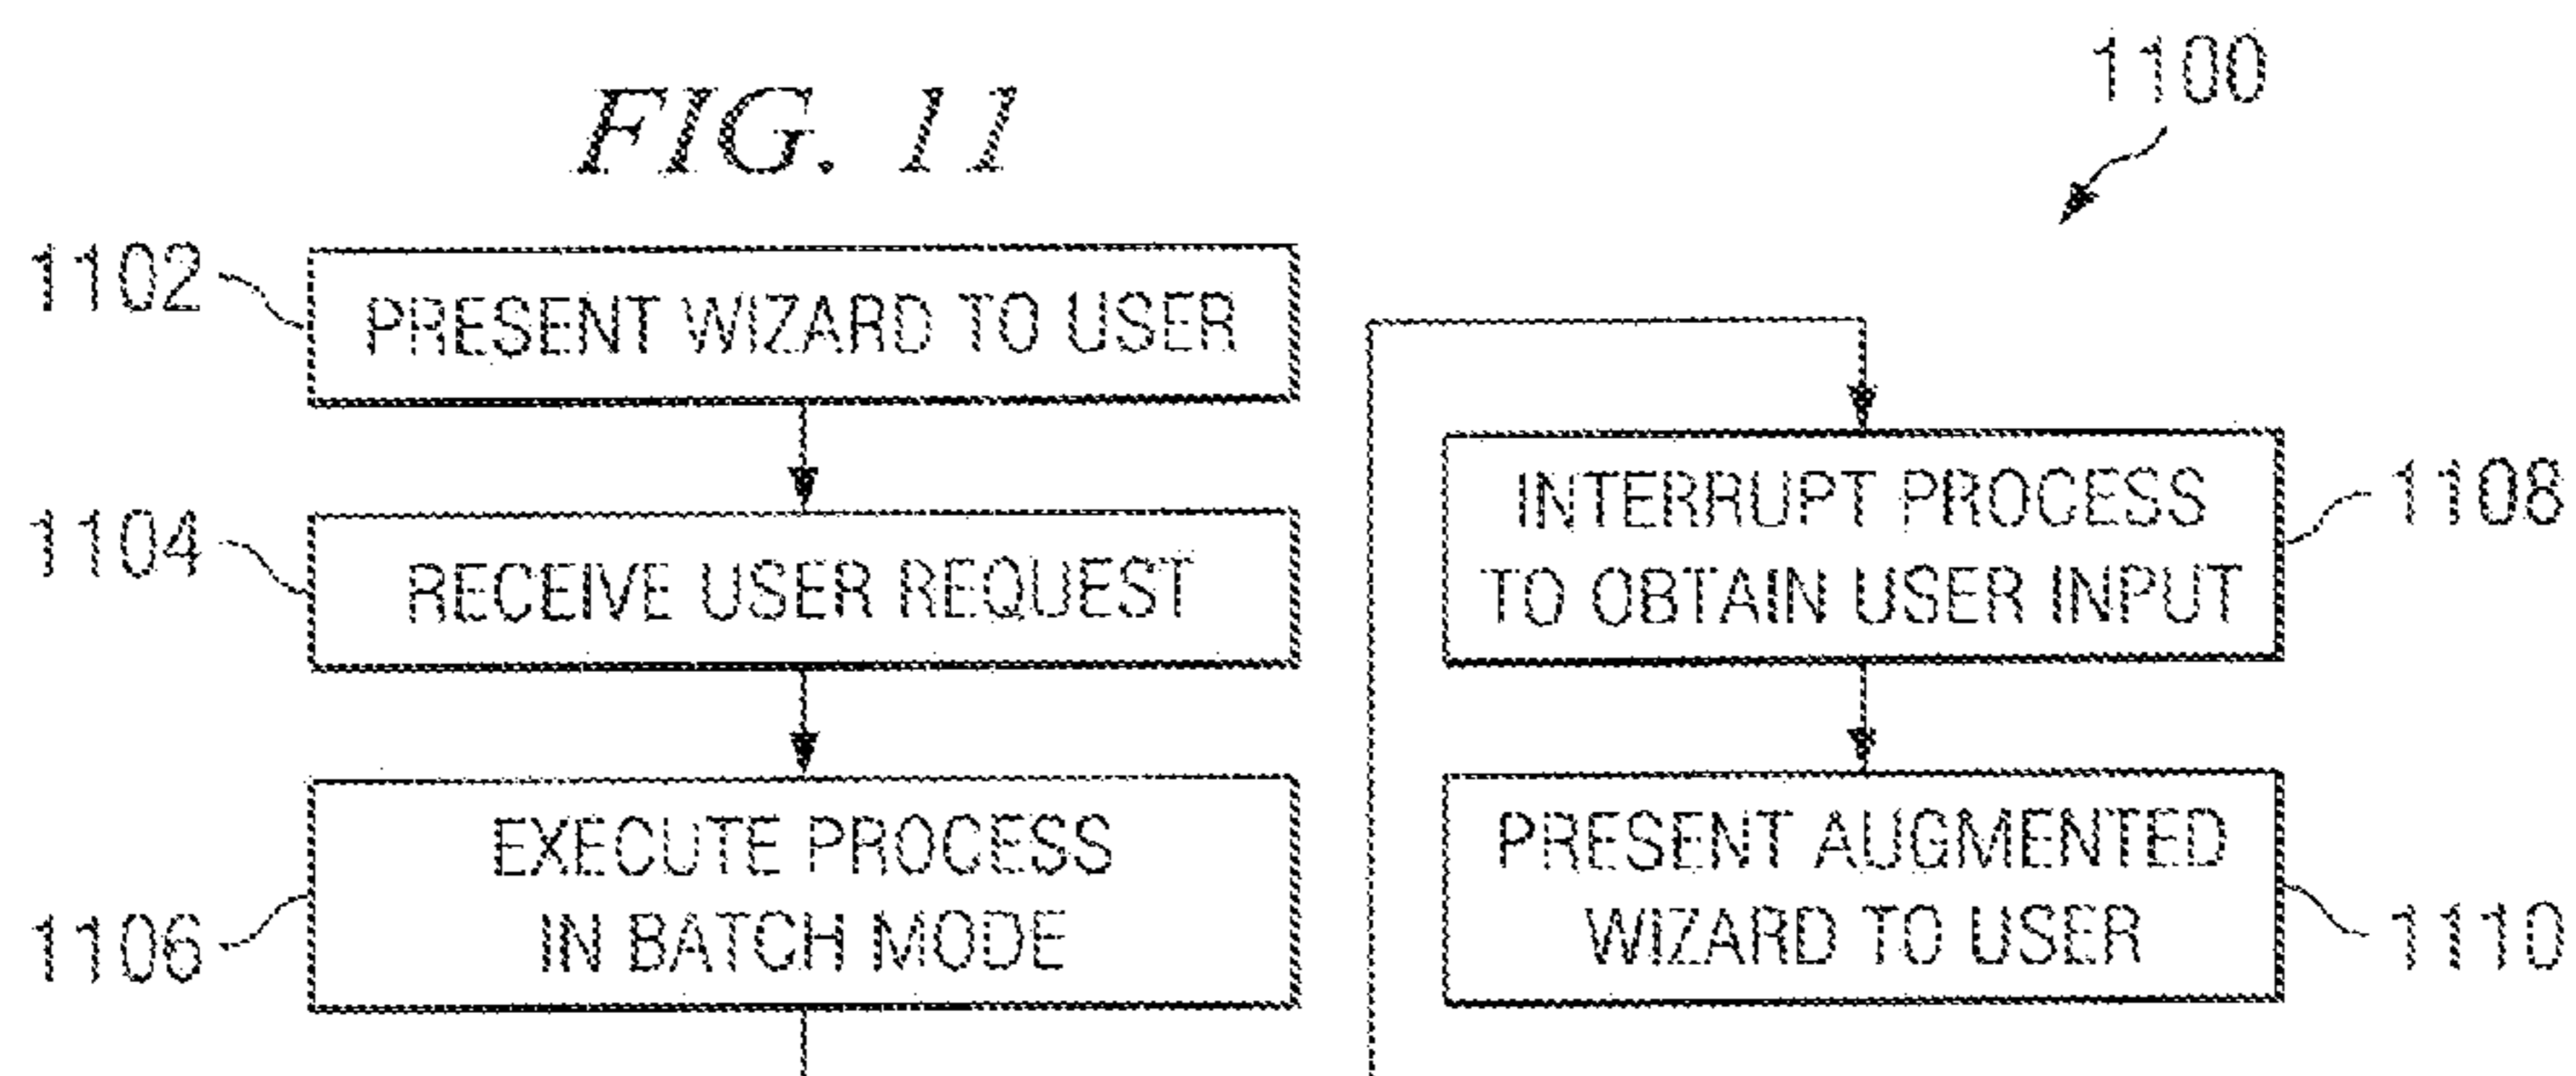 FIG. 11
1100
1102
PRESENT WIZARD TO USER
1104
RECEIVE USER REQUEST
1106
EXECUTE PROCESS
IN BATCH MODE
INTERRUPT PROCESS
TO OBTAIN USER INPUT
1108
PRESENT AUGMENTED
WIZARD TO USER
1110